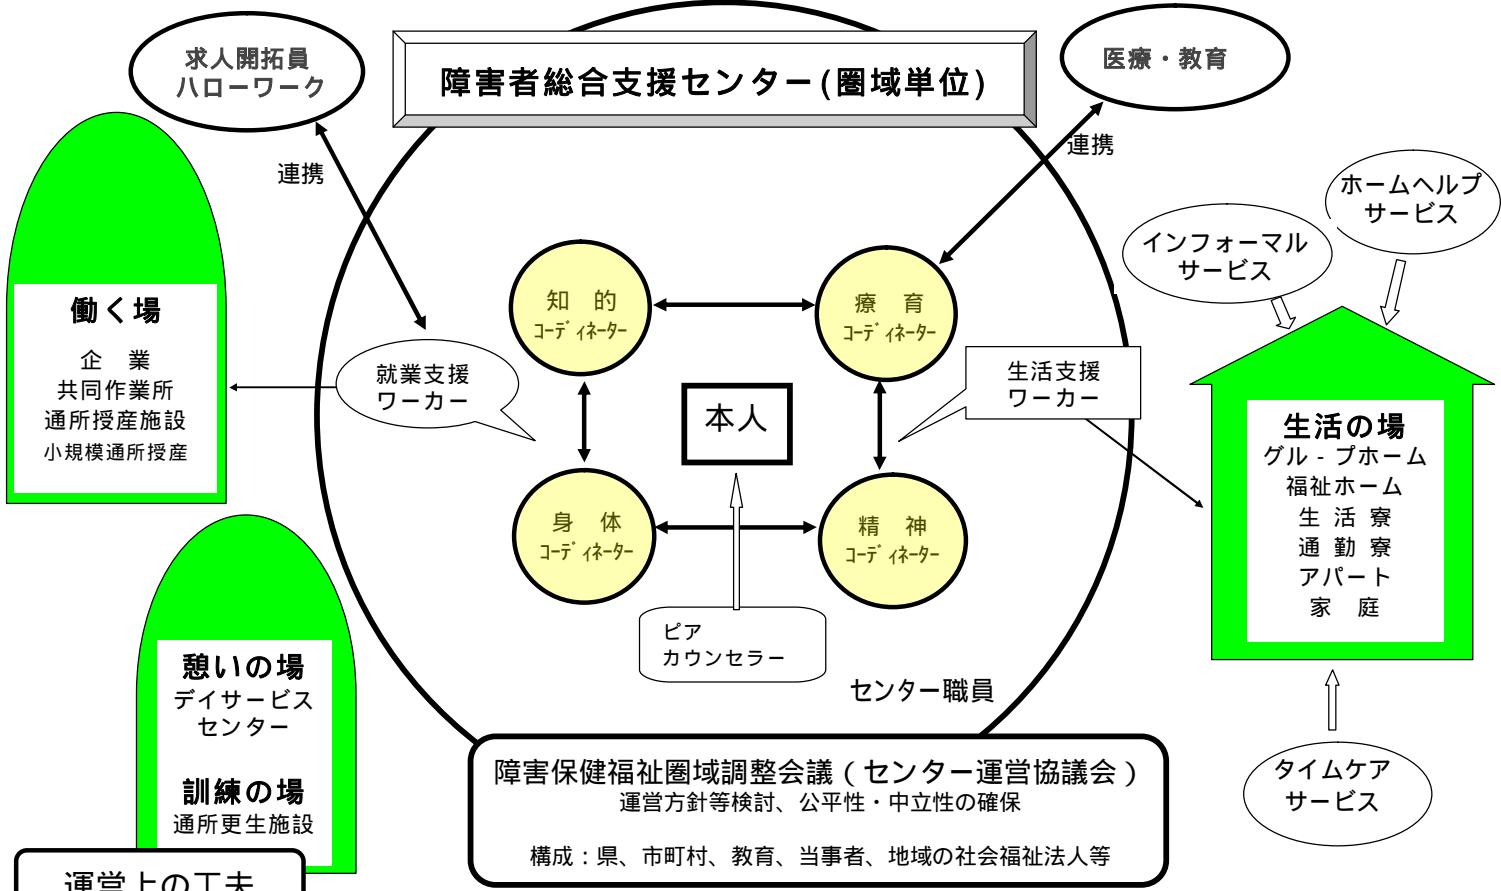 求人開拓員
ハローワーク
障害者総合支援センター(圏域単位)
医療・教育
連携
連携
ホームヘルプ
サービス
インフォーマル
サービス
働く場
企　業
共同作業所
通所授産施設
小規模通所授産
就業支援
ワーカー
知　的
ｺｰﾃﾞｨﾈｰﾀｰ
療　育
ｺｰﾃﾞｨﾈｰﾀｰ
本人
生活支援
ワーカー
生活の場
グル‐プホーム
福祉ホーム
生 活 寮
通 勤 寮
アパート
家　庭
身　体
ｺｰﾃﾞｨﾈｰﾀｰ
精　神
ｺｰﾃﾞｨﾈｰﾀｰ
ピア
カウンセラー
センター職員
憩いの場
デイサービス
センター
訓練の場
通所更生施設
障害保健福祉圏域調整会議（センター運営協議会）
運営方針等検討、公平性・中立性の確保
構成：県、市町村、教育、当事者、地域の社会福祉法人等
タイムケア
サービス
運営上の工夫